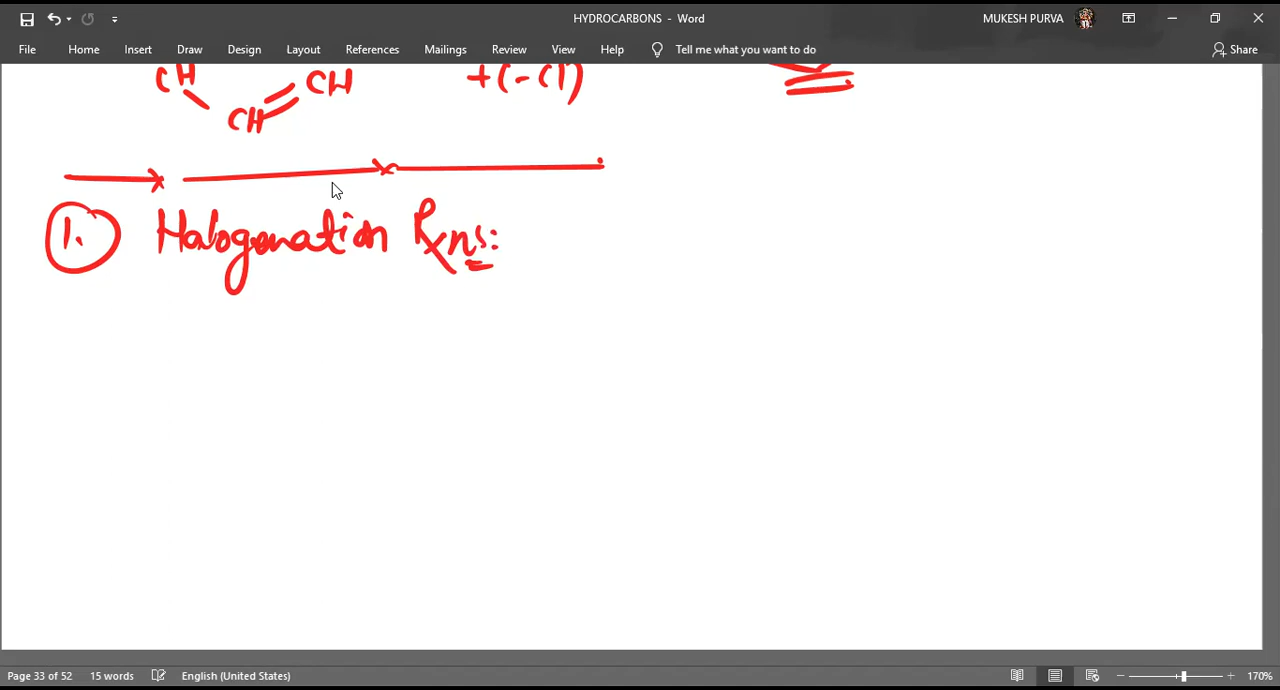 HYDROCARBONS - Word
MUKESH PURVA
File Home Insert Draw Design Layout References Mailings Review View Help Tell me what you want to do Share
CH CH +(-Cl)
CH
1. Halogenation Rxns:
Page 33 of 52 15 words English (United States) 170%